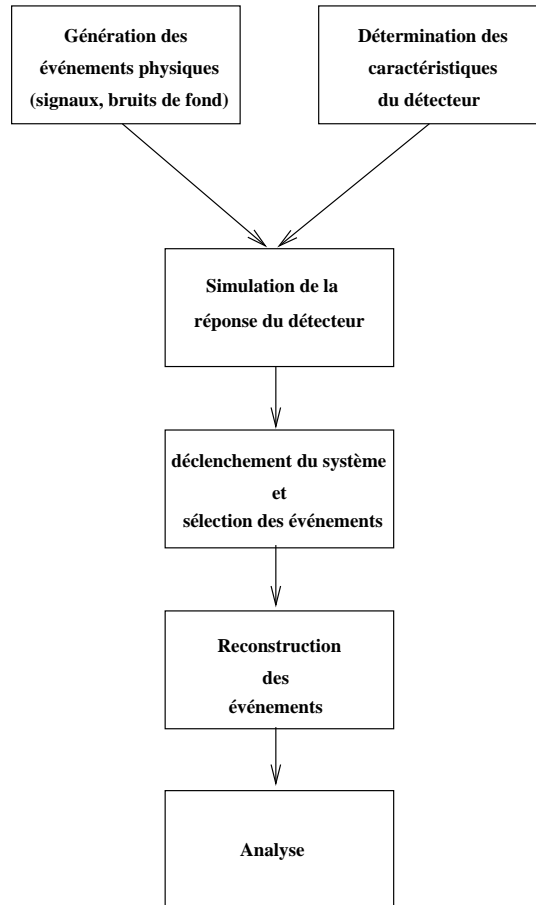 Génération des
événements physiques
(signaux, bruits de fond)
Détermination des
caractéristiques
du détecteur
Simulation de la
réponse du détecteur
déclenchement du système
et
sélection des événements
Reconstruction
des
événements
Analyse